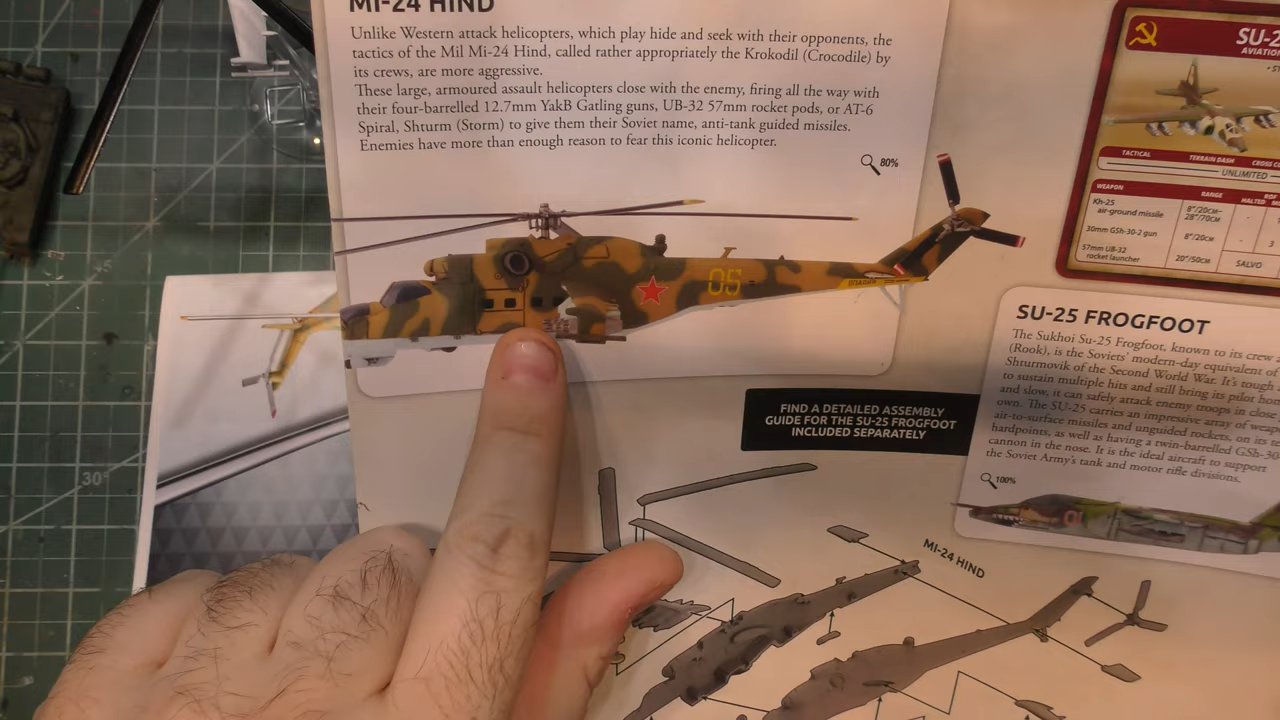 MI-24 HIND
Unlike Western attack helicopters, which play hide and seek with their opponents, the
tactics of the Mil Mi-24 Hind, called rather appropriately the Krokodil (Crocodile) by
its crews, are more aggressive.
These large, armoured assault helicopters close with the enemy, firing all the way with
their four-barrelled 12.7mm YakB Gatling guns, UB-32 57mm rocket pods, or AT-6
Spiral, Shturm (Storm) to give them their Soviet name, anti-tank guided missiles.
Enemies have more than enough reason to fear this iconic helicopter.
80%
05
FIND A DETAILED ASSEMBLY
GUIDE FOR THE SU-25 FROGFOOT
INCLUDED SEPARATELY
MI-24 HIND
30°
SU-2
AVIATION
TACTICAL TERRAIN DASH CROSS C
UNLIMITED
WEAPON RANGE HALTED
Kh-25 8"/20CM-
air-ground missile 28"/70CM - -
30mm GSh-30-2 gun 8"/20CM - 3
57mm UB-32
rocket launcher 20"/50CM SALVO
SU-25 FROGFOOT
The Sukhoi Su-25 Frogfoot, known to its crew a
(Rook), is the Soviets' modern-day equivalent of
Shturmovik of the Second World War. It's tough
to sustain multiple hits and still bring its pilot hom
and slow, it can safely attack enemy troops in close
own. The SU-25 carries an impressive array of weap
air-to-surface missiles and unguided rockets, on its t
hardpoints, as well as having a twin-barrelled GSh-30-
cannon in the nose. It is the ideal aircraft to support
the Soviet Army's tank and motor rifle divisions.
100%